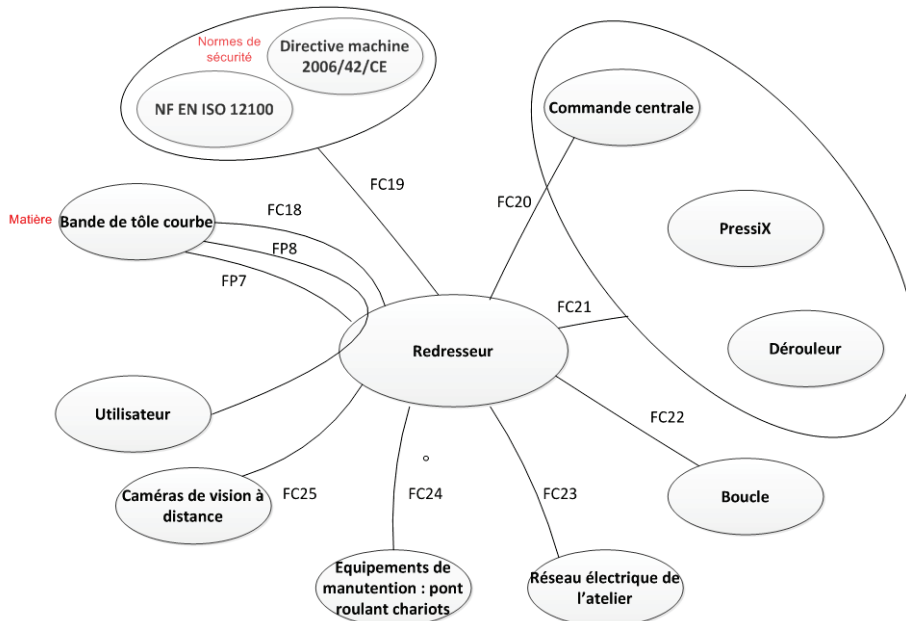 Normes de
sécurité
Directive machine
2006/42/CE
NF EN ISO 12100
Commande centrale
FC19
FC20
Matière
Bande de tôle courbe
FC18
FP8
FP7
PressiX
FC21
Redresseur
Dérouleur
Utilisateur
FC22
Caméras de vision à
distance
FC25
FC24
FC23
Boucle
Equipements de
manutention : pont
roulant chariots
Réseau électrique de
l’atelier